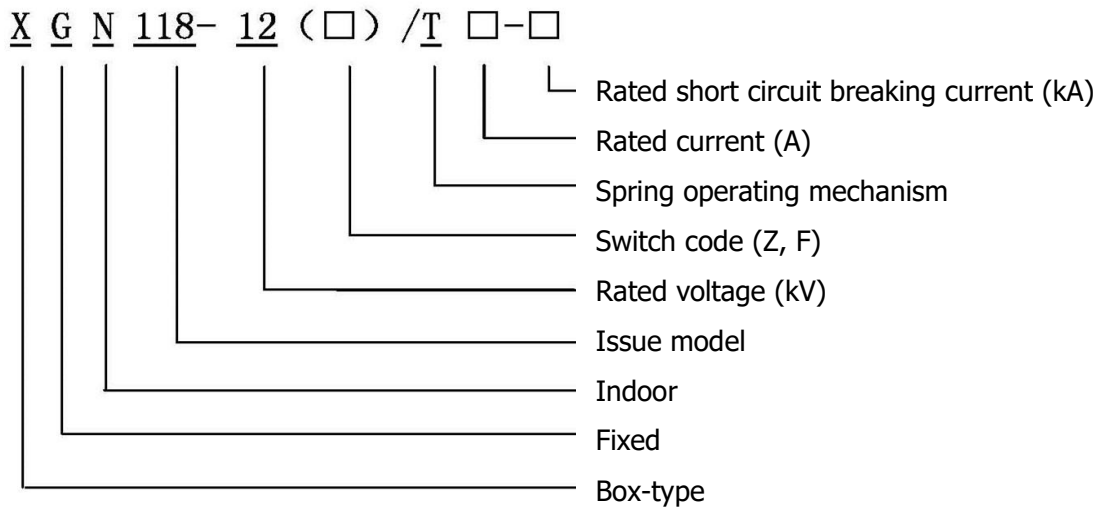 X G N 118- 12 (□) /T □-□
Rated short circuit breaking current (kA)
Rated current (A)
Spring operating mechanism
Switch code (Z, F)
Rated voltage (kV)
Issue model
Indoor
Fixed
Box-type